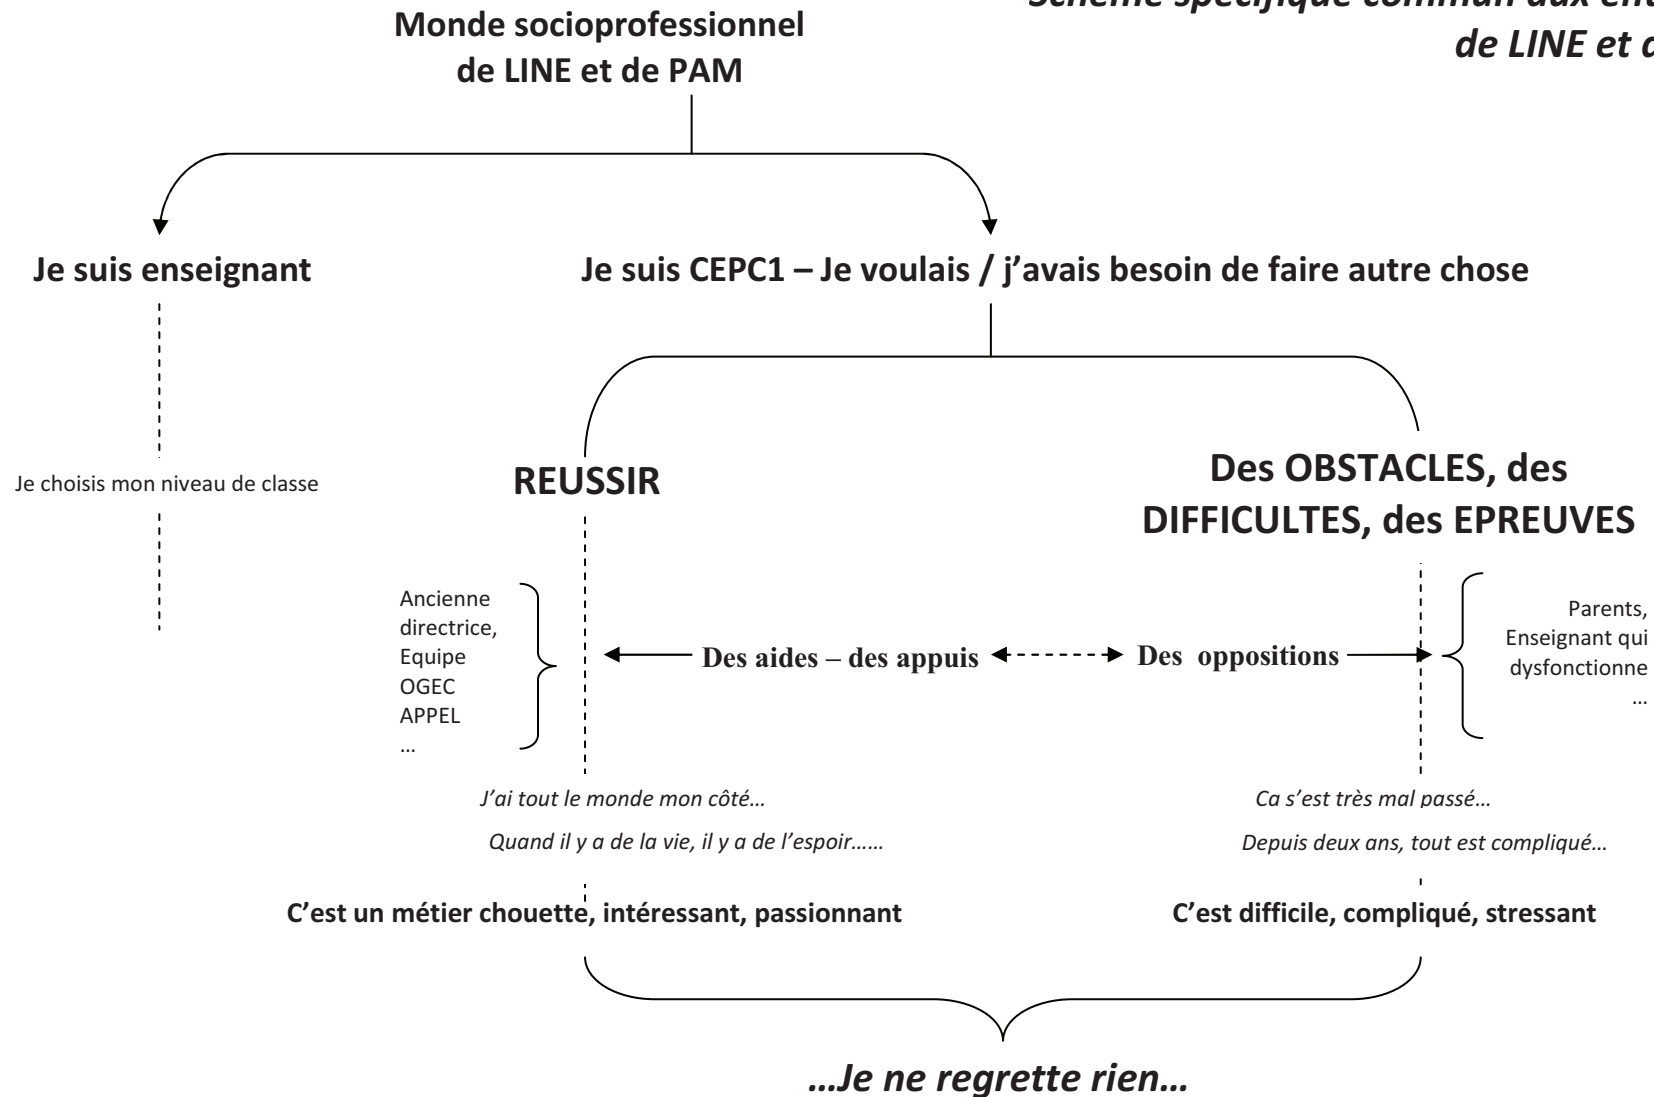 Schème spécifique commun aux
de LINE et
Monde socioprofessionnel
de LINE et de PAM
Je suis enseignant
Je suis CEPC1 – Je voulais / j’avais besoin de faire autre chose
Je choisis mon niveau de classe
REUSSIR
Des OBSTACLES, des
DIFFICULTES, des EPREUVES
Ancienne
directrice,
Equipe
OGEC
APPEL
…
Des aides – des appuis
Des oppositions
Parents,
Enseignant qui
dysfonctionne
…
J’ai tout le monde mon côté…
Quand il y a de la vie, il y a de l’espoir……
Ca s’est très mal passé…
Depuis deux ans, tout est compliqué…
C’est un métier chouette, intéressant, passionnant
C’est difficile, compliqué, stressant
…Je ne regrette rien…